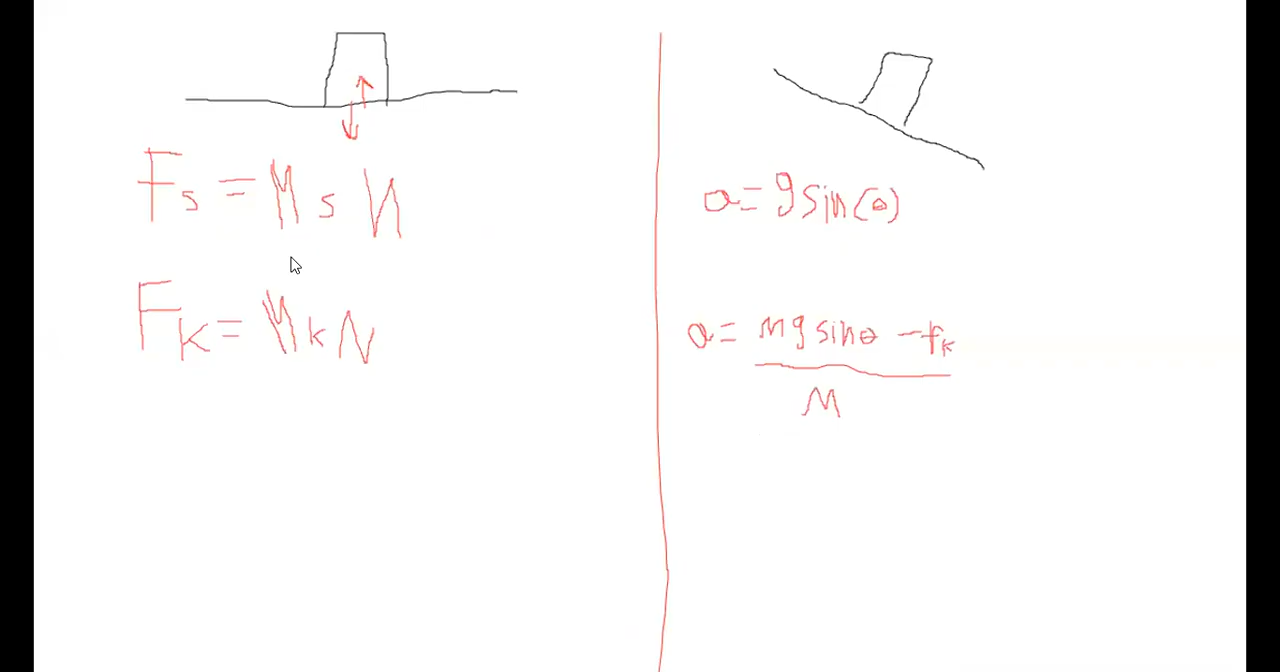 Fs = μs N
Fk = μk N
a = g sin(θ)
a = mg sinθ - fk
M